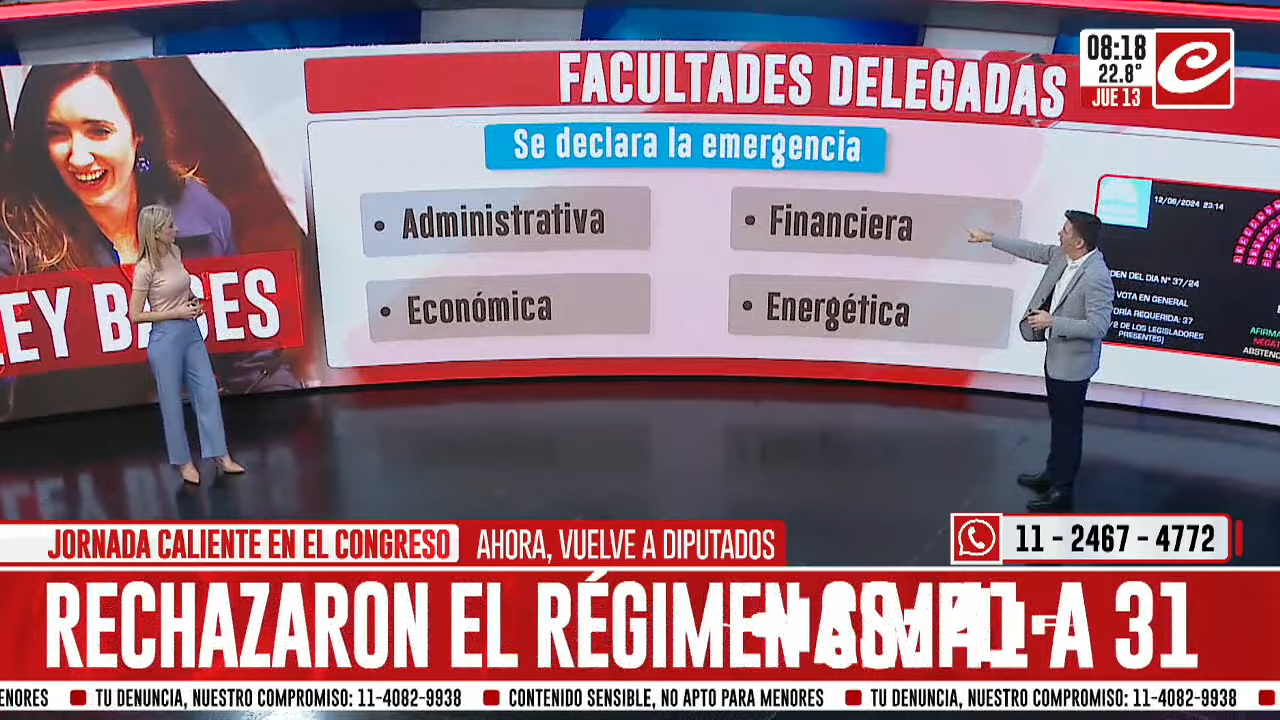 FACULTADES DELEGADAS
08:18
22.8°
JUE 13
Se declara la emergencia
• Administrativa
• Financiera
• Económica
• Energética
LEY BASES
12/06/2024 23:14
DEN DEL DIA N° 37/24
VOTA EN GENERAL
ORÍA REQUERIDA: 37
/2 DE LOS LEGISLADORES
PRESENTES)
AFIRMA
NEGAT
ABSTENC
JORNADA CALIENTE EN EL CONGRESO
AHORA, VUELVE A DIPUTADOS
11 - 2467 - 4772
RECHAZARON EL RÉGIMEN A 31
ENORES TU DENUNCIA, NUESTRO COMPROMISO: 11-4082-9938 CONTENIDO SENSIBLE, NO APTO PARA MENORES TU DENUNCIA, NUESTRO COMPROMISO: 11-4082-9938